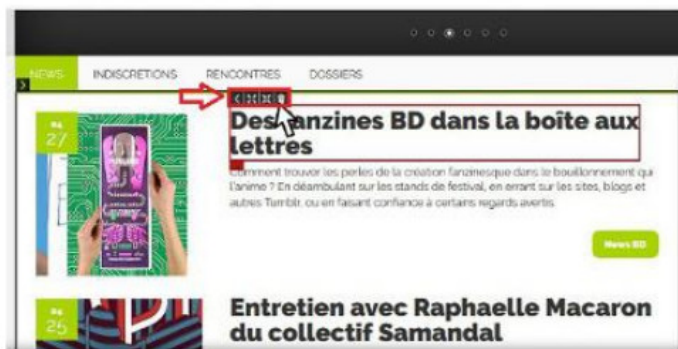 NEWS INDISCRETIONS RENCONTRES DOSSIERS
04
27
Des fanzines BD dans la boîte aux
lettres
Comment trouver les perles de la création fanzinesque dans le bouillonnement qui
l'anime ? En déambulant sur les stands de festival, en errant sur les sites, blogs et
autres Tumblr, ou en faisant confiance à certains regards avertis.
News BD
04
25
Entretien avec Raphaelle Macaron
du collectif Samandal